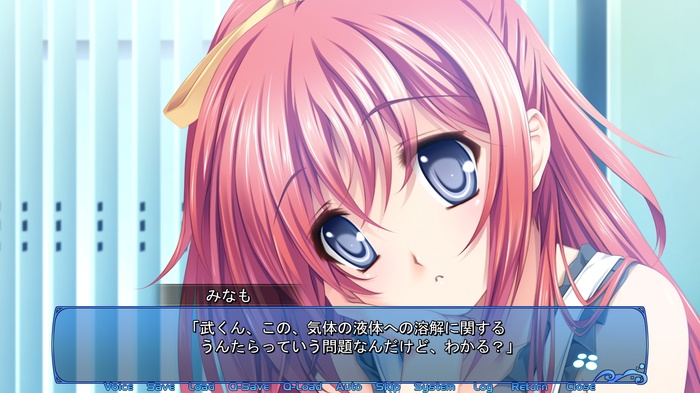 みなも
「武くん、この、気体の液体への溶解に関する
うんたらっていう問題なんだけど、わかる？」
Voice Save Load Q-Save Q-Load Auto Skip System Log Return Close